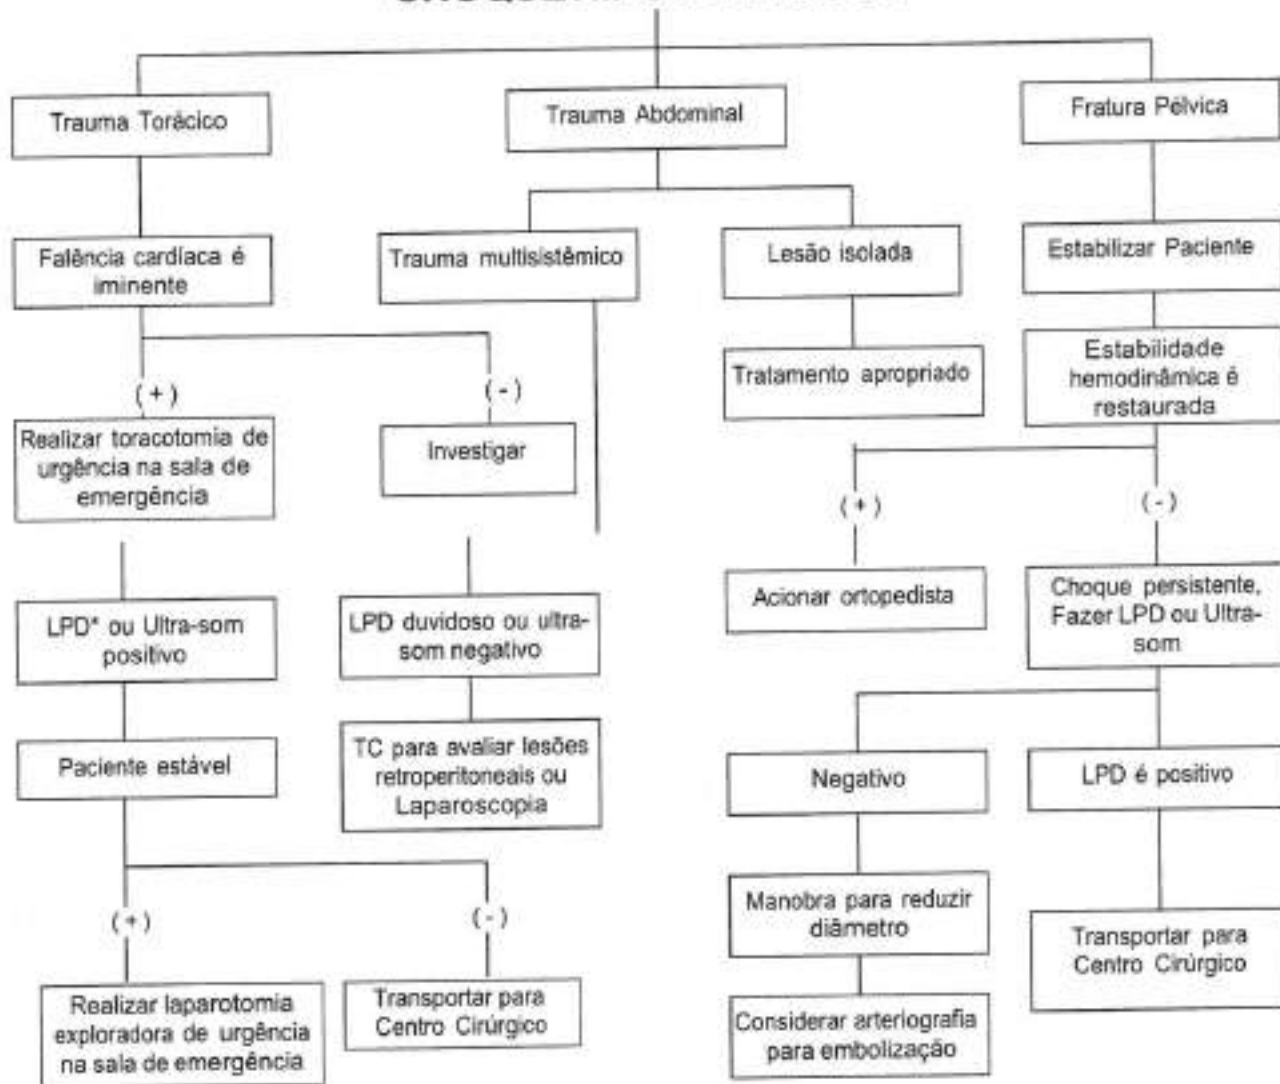 Trauma Torácico
Trauma Abdominal
Fratura Pélvica
Falência cardíaca é
iminente
Trauma multisistêmico
Lesão isolada
Estabilizar Paciente
Tratamento apropriado
Estabilidade
hemodinâmica é
restaurada
(+)
(-)
Realizar toracotomia de
urgência na sala de
emergência
Investigar
(+)
(-)
Acionar ortopedista
Choque persistente,
Fazer LPD ou Ultra-
som
LPD* ou Ultra-som
positivo
LPD duvidoso ou ultra-
som negativo
Paciente estável
TC para avaliar lesões
retroperitoneais ou
Laparoscopia
Negativo
LPD é positivo
(+)
(-)
Manobra para reduzir
diâmetro
Transportar para
Centro Cirúrgico
Realizar laparotomia
exploradora de urgência
na sala de emergência
Transportar para
Centro Cirúrgico
Considerar arteriografia
para embolização